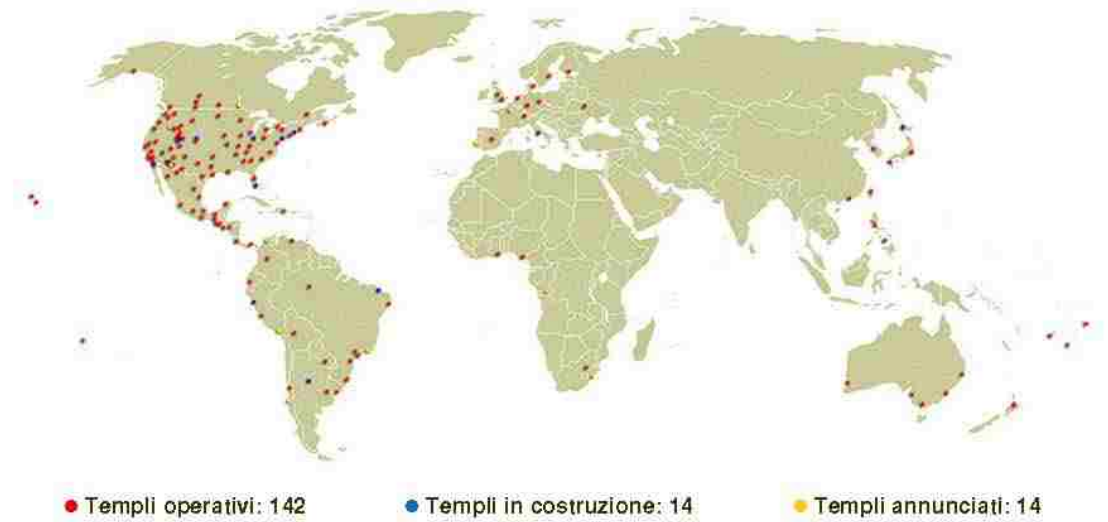 Templi operativi: 142
Templi in costruzione: 14
Templi annunciati: 14